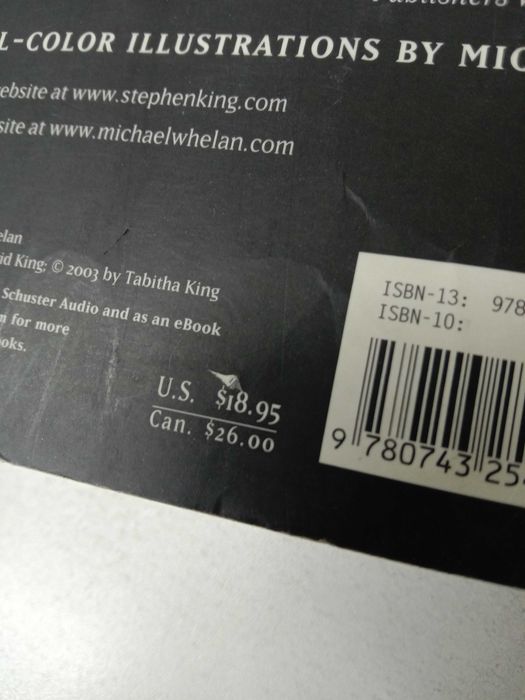 L-COLOR ILLUSTRATIONS BY MIC
ebsite at www.stephenking.com
site at www.michaelwhelan.com
elan
id King; © 2003 by Tabitha King
Schuster Audio and as an eBook
n for more
oks.
U.S. $18.95
Can. $26.00
ISBN-13: 978
ISBN-10:
9 780743 25